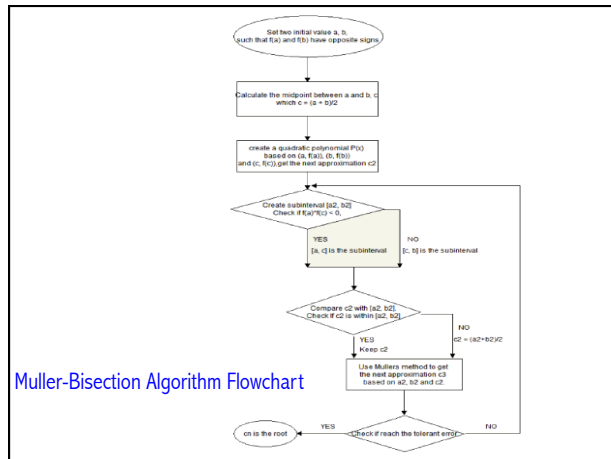 Set two initial value a, b,
such that f(a) and f(b) have opposite signs
Calculate the midpoint between a and b, c
which c = (a + b)/2
create a quadratic polynomial P(x)
based on (a, f(a)), (b, f(b))
and (c, f(c)),get the next approximation c2
Create subinterval [a2, b2]
Check if f(a)*f(c) < 0,
YES
[a, c] is the subinterval
NO
[c, b] is the subinterval
Compare c2 with [a2, b2].
Check if c2 is within [a2, b2]
YES
Keep c2
NO
c2 = (a2+b2)/2
Use Mullers method to get
the next approximation c3
based on a2, b2 and c2.
Muller-Bisection Algorithm Flowchart
Check if reach the tolerant error
YES
NO
cn is the root